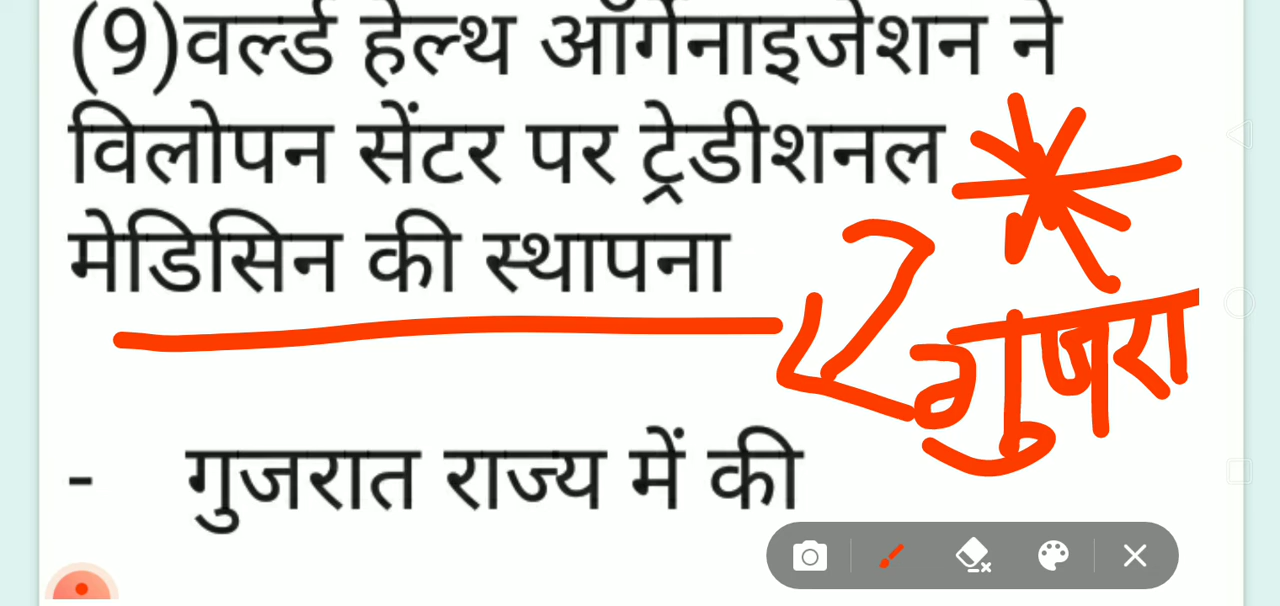 (9)वर्ल्ड हेल्थ ऑर्गेनाइजेशन ने
विलोपन सेंटर पर ट्रेडीशनल
मेडिसिन की स्थापना
गुजरा
- गुजरात राज्य में की